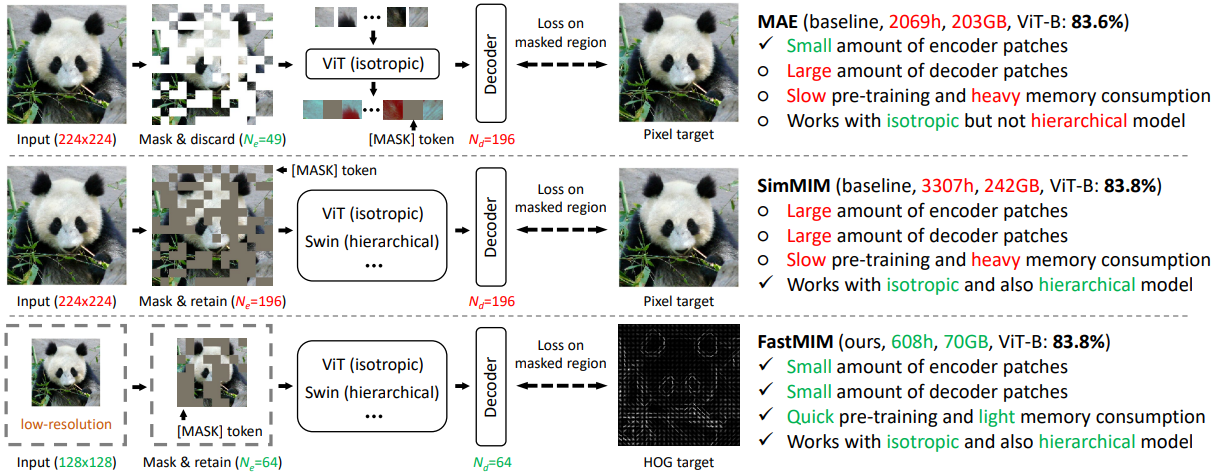 ViT (isotropic)
[MASK] token
Decoder
Loss on
masked region
Input (224x224)
Mask & discard (Ne=49)
Nd=196
Pixel target
MAE (baseline, 2069h, 203GB, ViT-B: 83.6%)
✓ Small amount of encoder patches
○ Large amount of decoder patches
○ Slow pre-training and heavy memory consumption
○ Works with isotropic but not hierarchical model
[MASK] token
ViT (isotropic)
Swin (hierarchical)
•••
Decoder
Loss on
masked region
Input (224x224)
Mask & retain (Ne=196)
Nd=196
Pixel target
SimMIM (baseline, 3307h, 242GB, ViT-B: 83.8%)
○ Large amount of encoder patches
○ Large amount of decoder patches
○ Slow pre-training and heavy memory consumption
✓ Works with isotropic and also hierarchical model
low-resolution
[MASK] token
ViT (isotropic)
Swin (hierarchical)
•••
Decoder
Loss on
masked region
Input (128x128)
Mask & retain (Ne=64)
Nd=64
HOG target
FastMIM (ours, 608h, 70GB, ViT-B: 83.8%)
✓ Small amount of encoder patches
✓ Small amount of decoder patches
✓ Quick pre-training and light memory consumption
✓ Works with isotropic and also hierarchical model